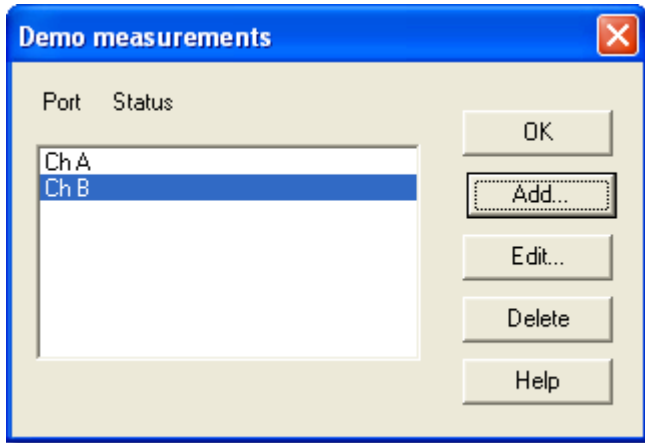 Demo measurements
Port Status
OK
Ch A
Ch B
Add...
Edit...
Delete
Help